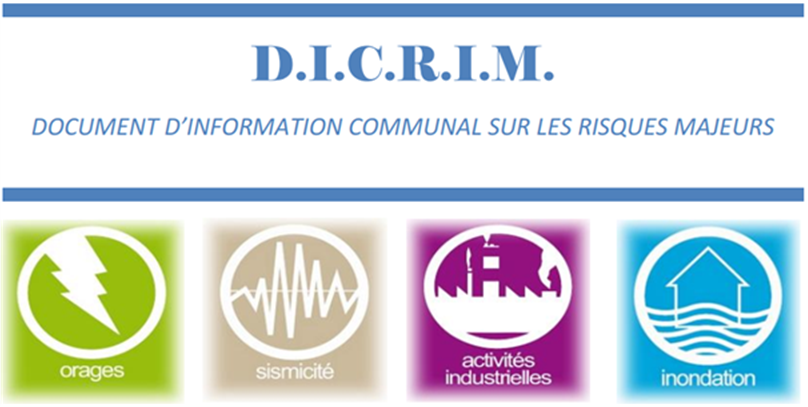 D.I.C.R.I.M.
DOCUMENT D'INFORMATION COMMUNAL SUR LES RISQUES MAJEURS
orages
sismicité
activités
industrielles
inondation